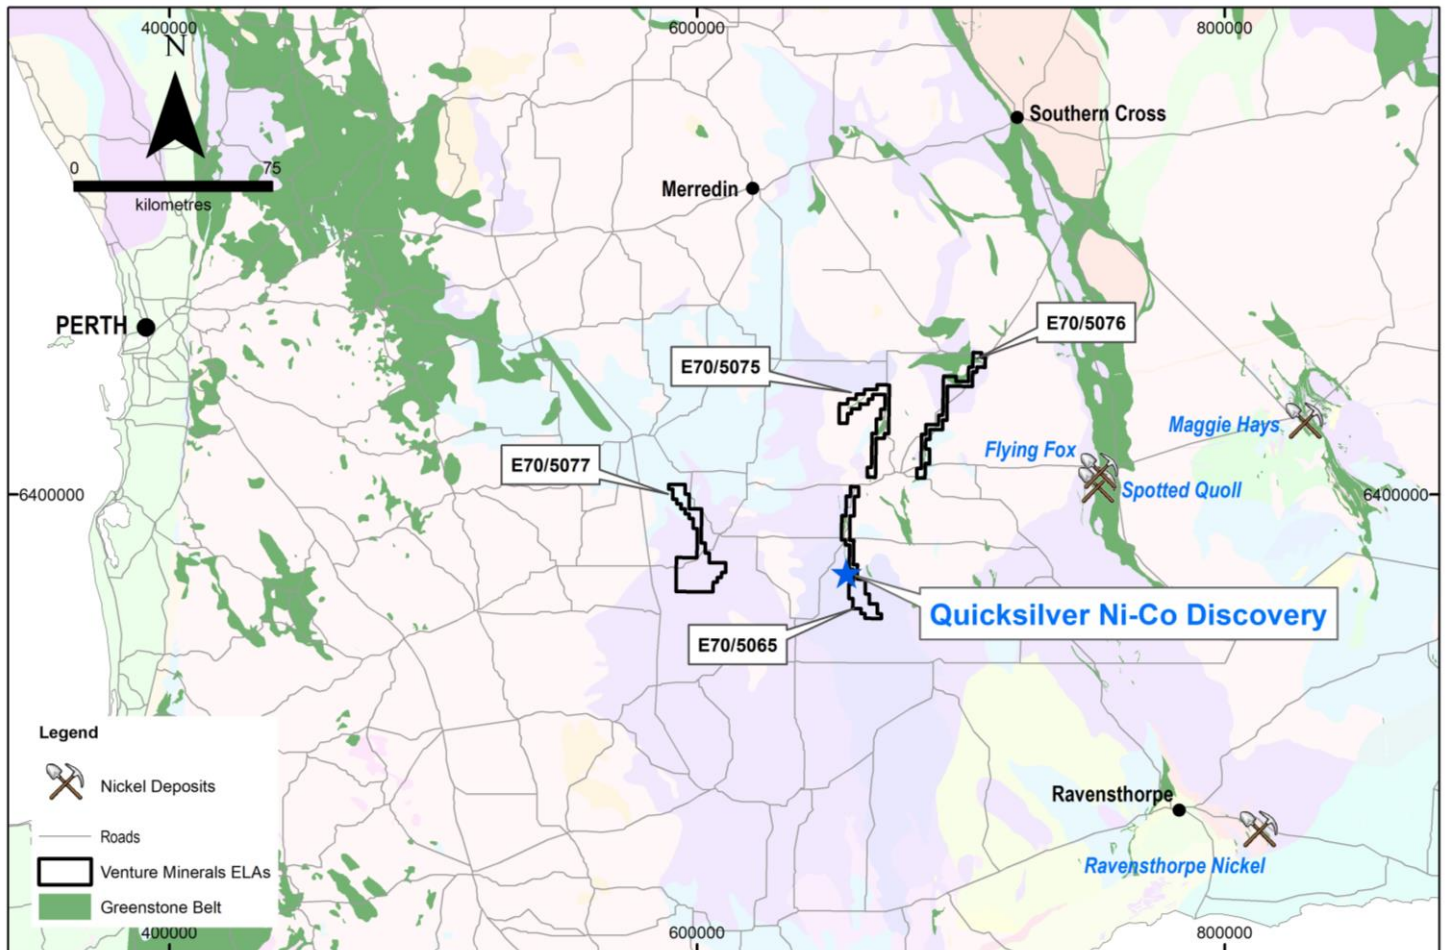 400000
600000
800000
N
0
75
kilometres
Southern Cross
Merredin
PERTH
E70/5076
E70/5075
Maggie Hays
Flying Fox
E70/5077
Spotted Quoll
6400000
6400000
Quicksilver Ni-Co Discovery
E70/5065
Legend
Nickel Deposits
Roads
Venture Minerals ELAs
Greenstone Belt
Ravensthorpe
Ravensthorpe Nickel
400000
600000
800000